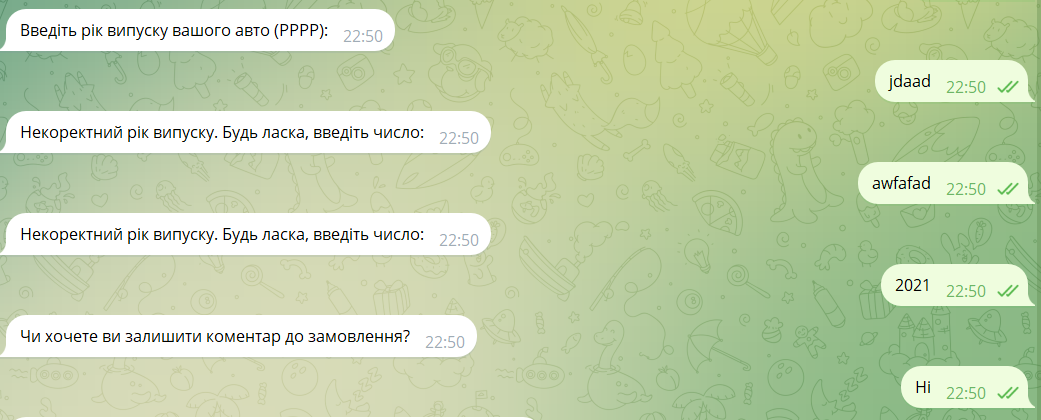 Введіть рік випуску вашого авто (РРРР): 22:50
jdaad 22:50
Некоректний рік випуску. Будь ласка, введіть число: 22:50
awfafad 22:50
Некоректний рік випуску. Будь ласка, введіть число: 22:50
2021 22:50
Чи хочете ви залишити коментар до замовлення? 22:50
Ні 22:50